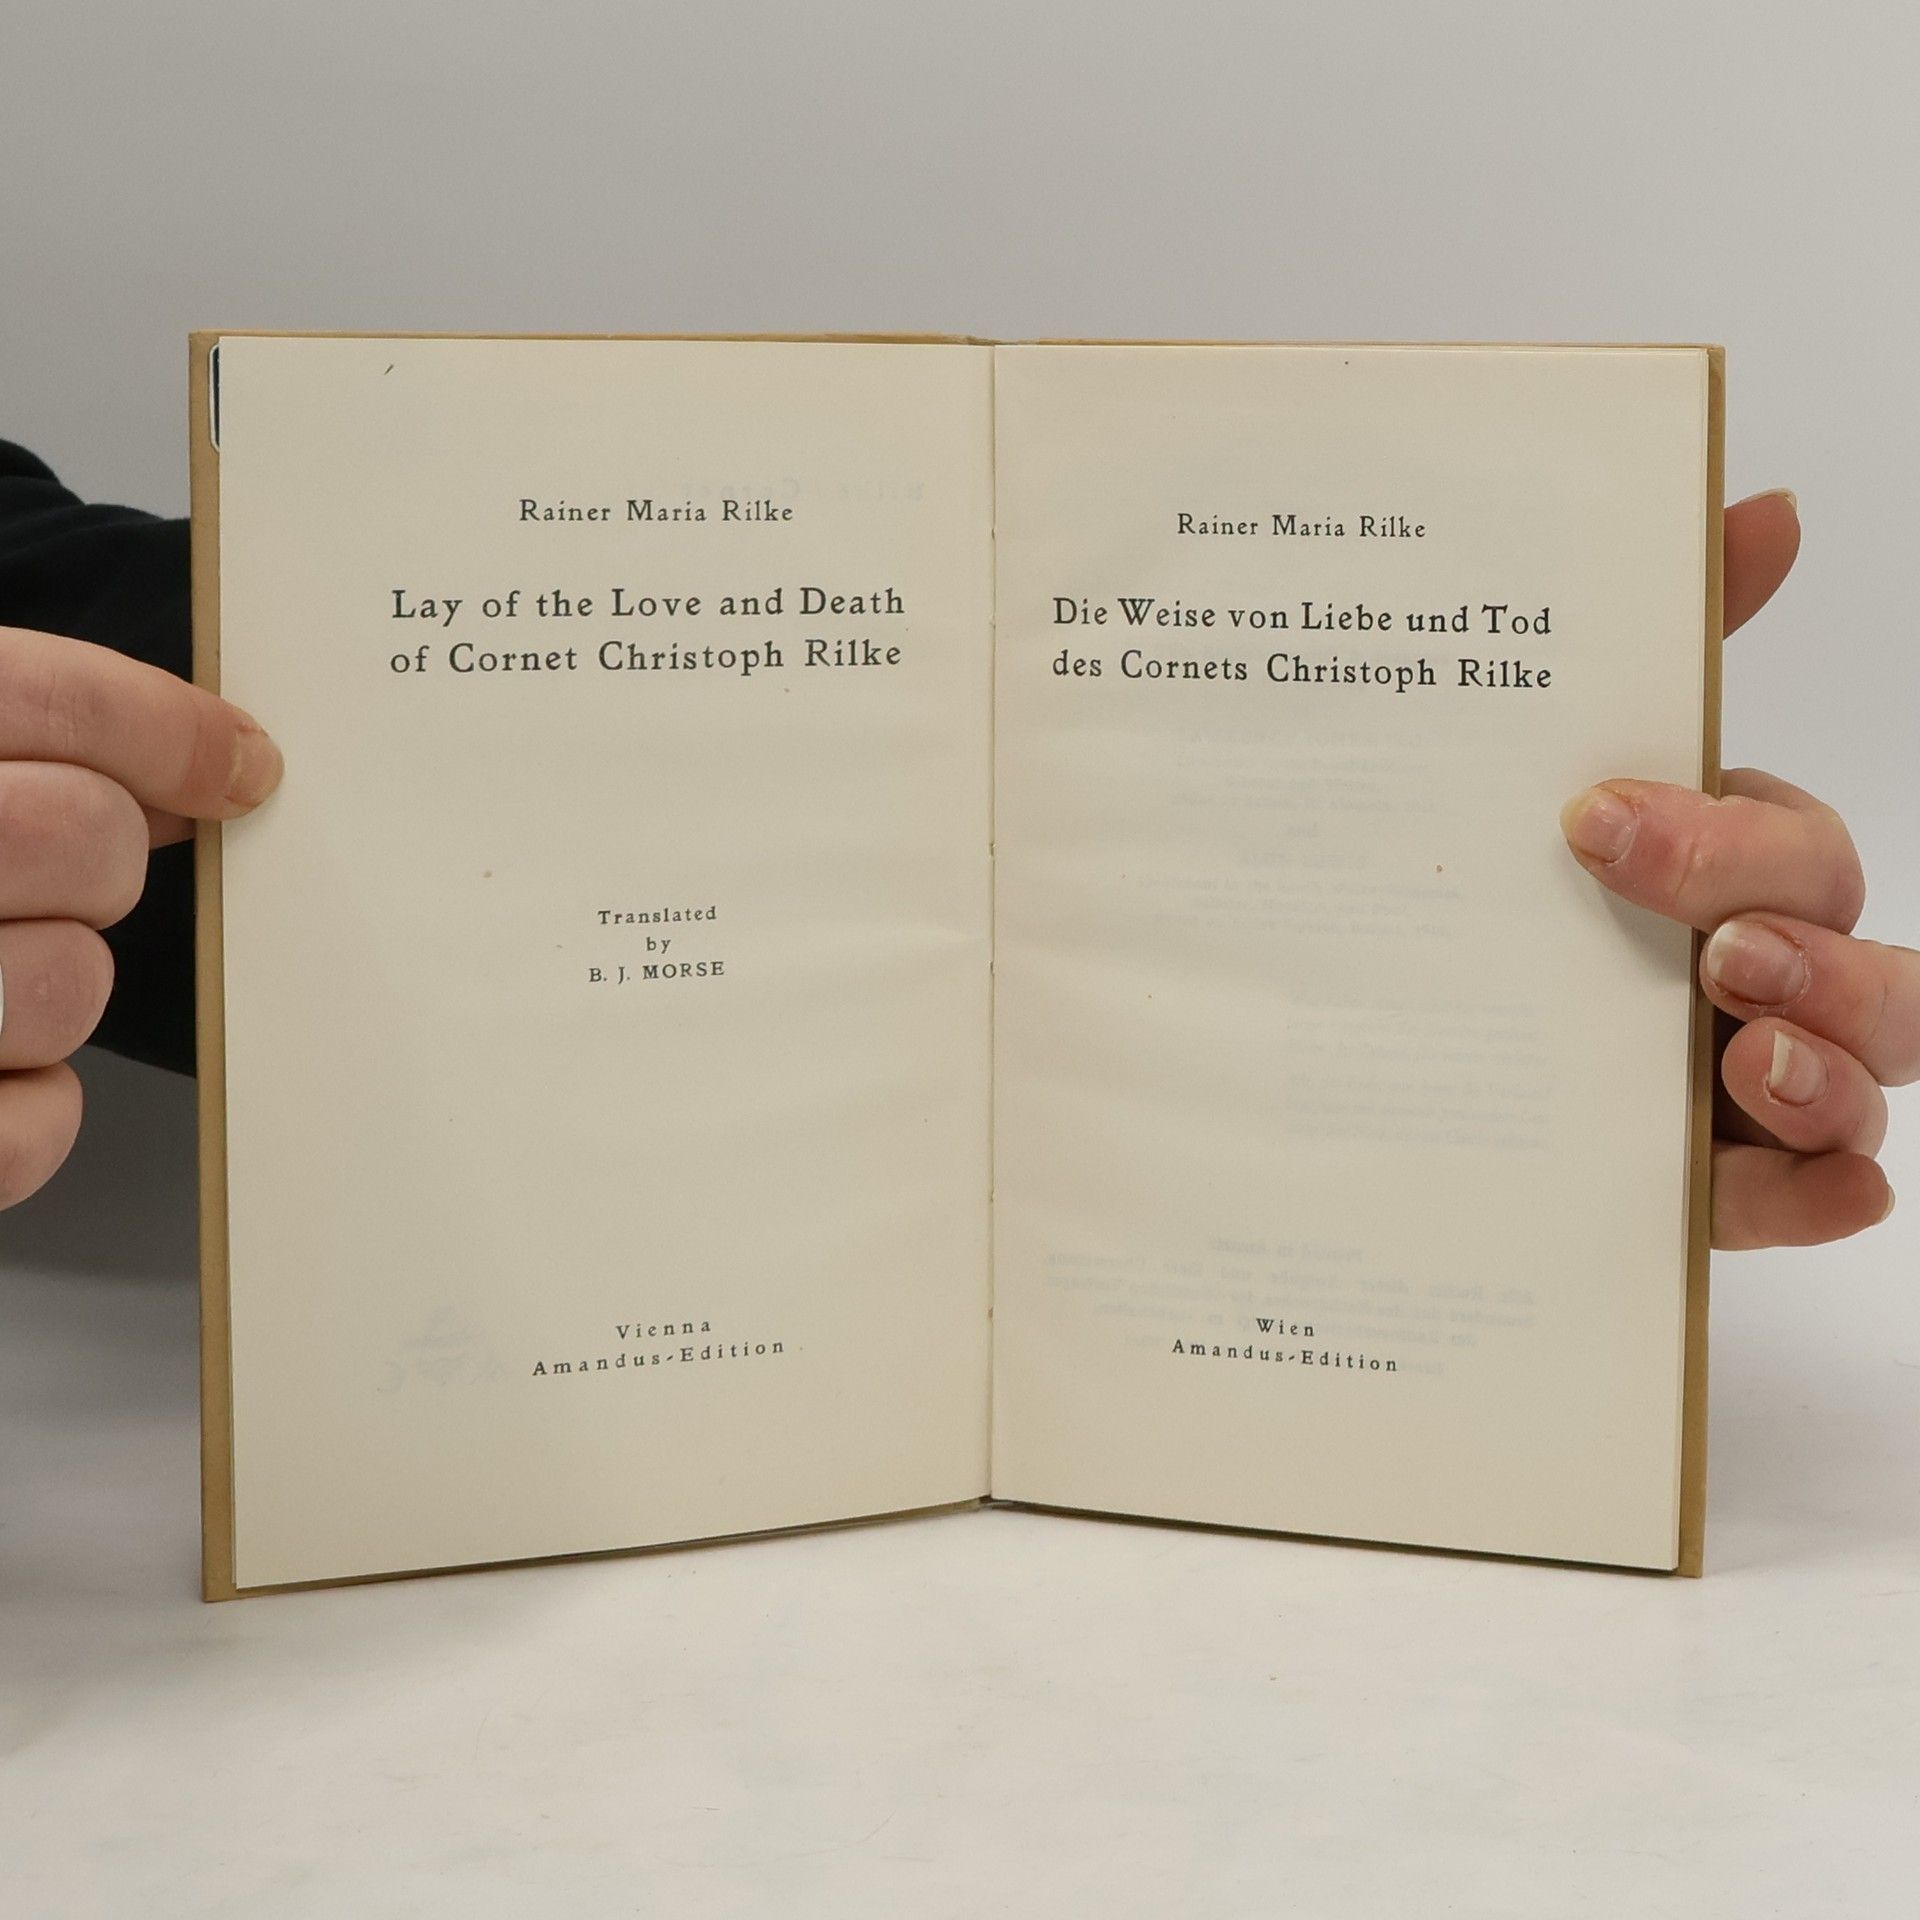 Rainer Maria Rilke
Lay of the Love and Death
of Cornet Christoph Rilke
Translated
by
B. J. MORSE
Vienna
Amandus-Edition
Rainer Maria Rilke
Die Weise von Liebe und Tod
des Cornets Christoph Rilke
Wien
Amandus-Edition